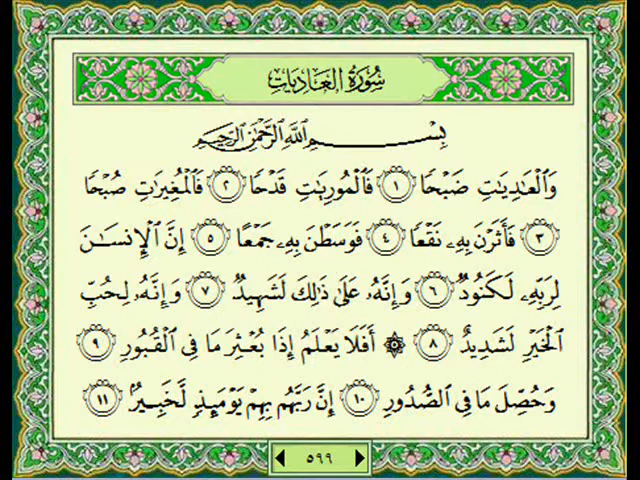 سُورَةُ العَادِيَات
بِسْمِ اللَّهِ الرَّحْمَٰنِ الرَّحِيمِ
وَالْعَادِيَاتِ ضَبْحًا ١ فَالْمُورِيَاتِ قَدْحًا ٢ فَالْمُغِيرَاتِ صُبْحًا
٣ فَأَثَرْنَ بِهِۦ نَقْعًا ٤ فَوَسَطْنَ بِهِۦ جَمْعًا ٥ إِنَّ الْإِنسَانَ
لِرَبِّهِۦ لَكَنُودٌ ٦ وَإِنَّهُۥ عَلَىٰ ذَٰلِكَ لَشَهِيدٌ ٧ وَإِنَّهُۥ لِحُبِّ
الْخَيْرِ لَشَدِيدٌ ٨ ۞ أَفَلَا يَعْلَمُ إِذَا بُعْثِرَ مَا فِي الْقُبُورِ ٩
وَحُصِّلَ مَا فِي الصُّدُورِ ١٠ إِنَّ رَبَّهُم بِهِمْ يَوْمَئِذٍ لَّخَبِيرٌ ١١
٥٩٩